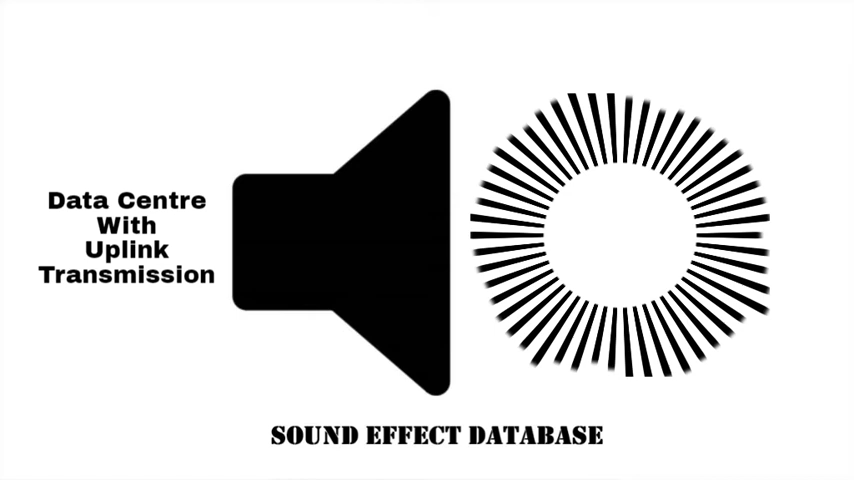 Data Centre
With
Uplink
Transmission
SOUND EFFECT DATABASE